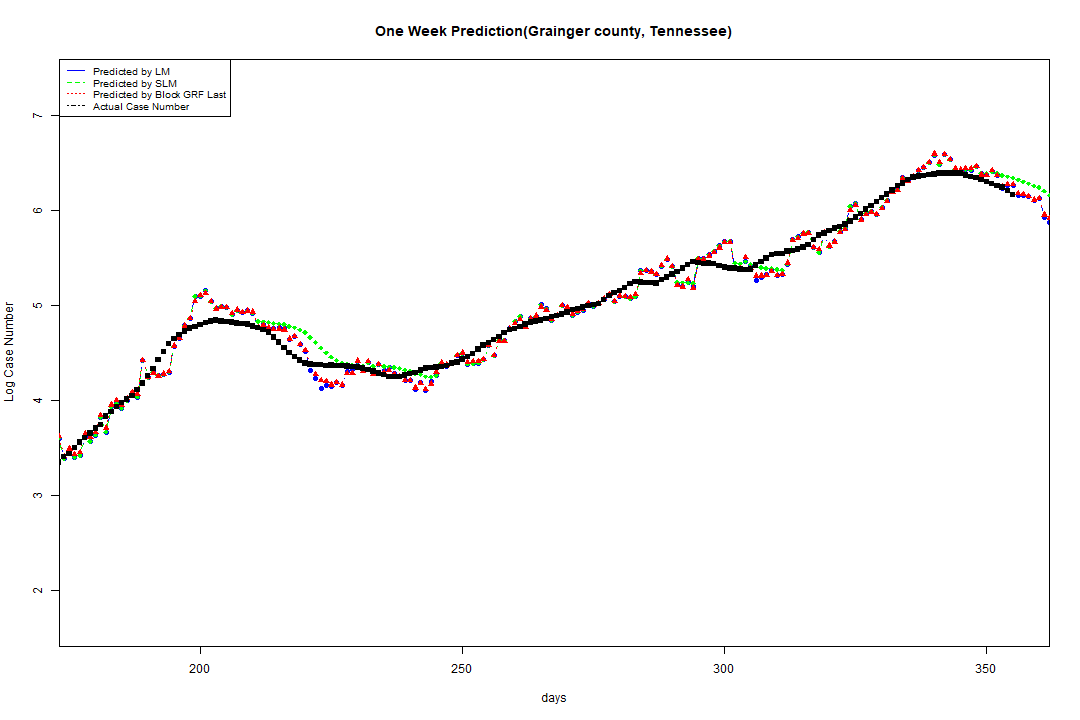 One Week Prediction(Grainger county, Tennessee)
Predicted by LM
Predicted by SLM
Predicted by Block GRF Last
Actual Case Number
7
6
5
4
3
2
Log Case Number
200 250 300 350
days